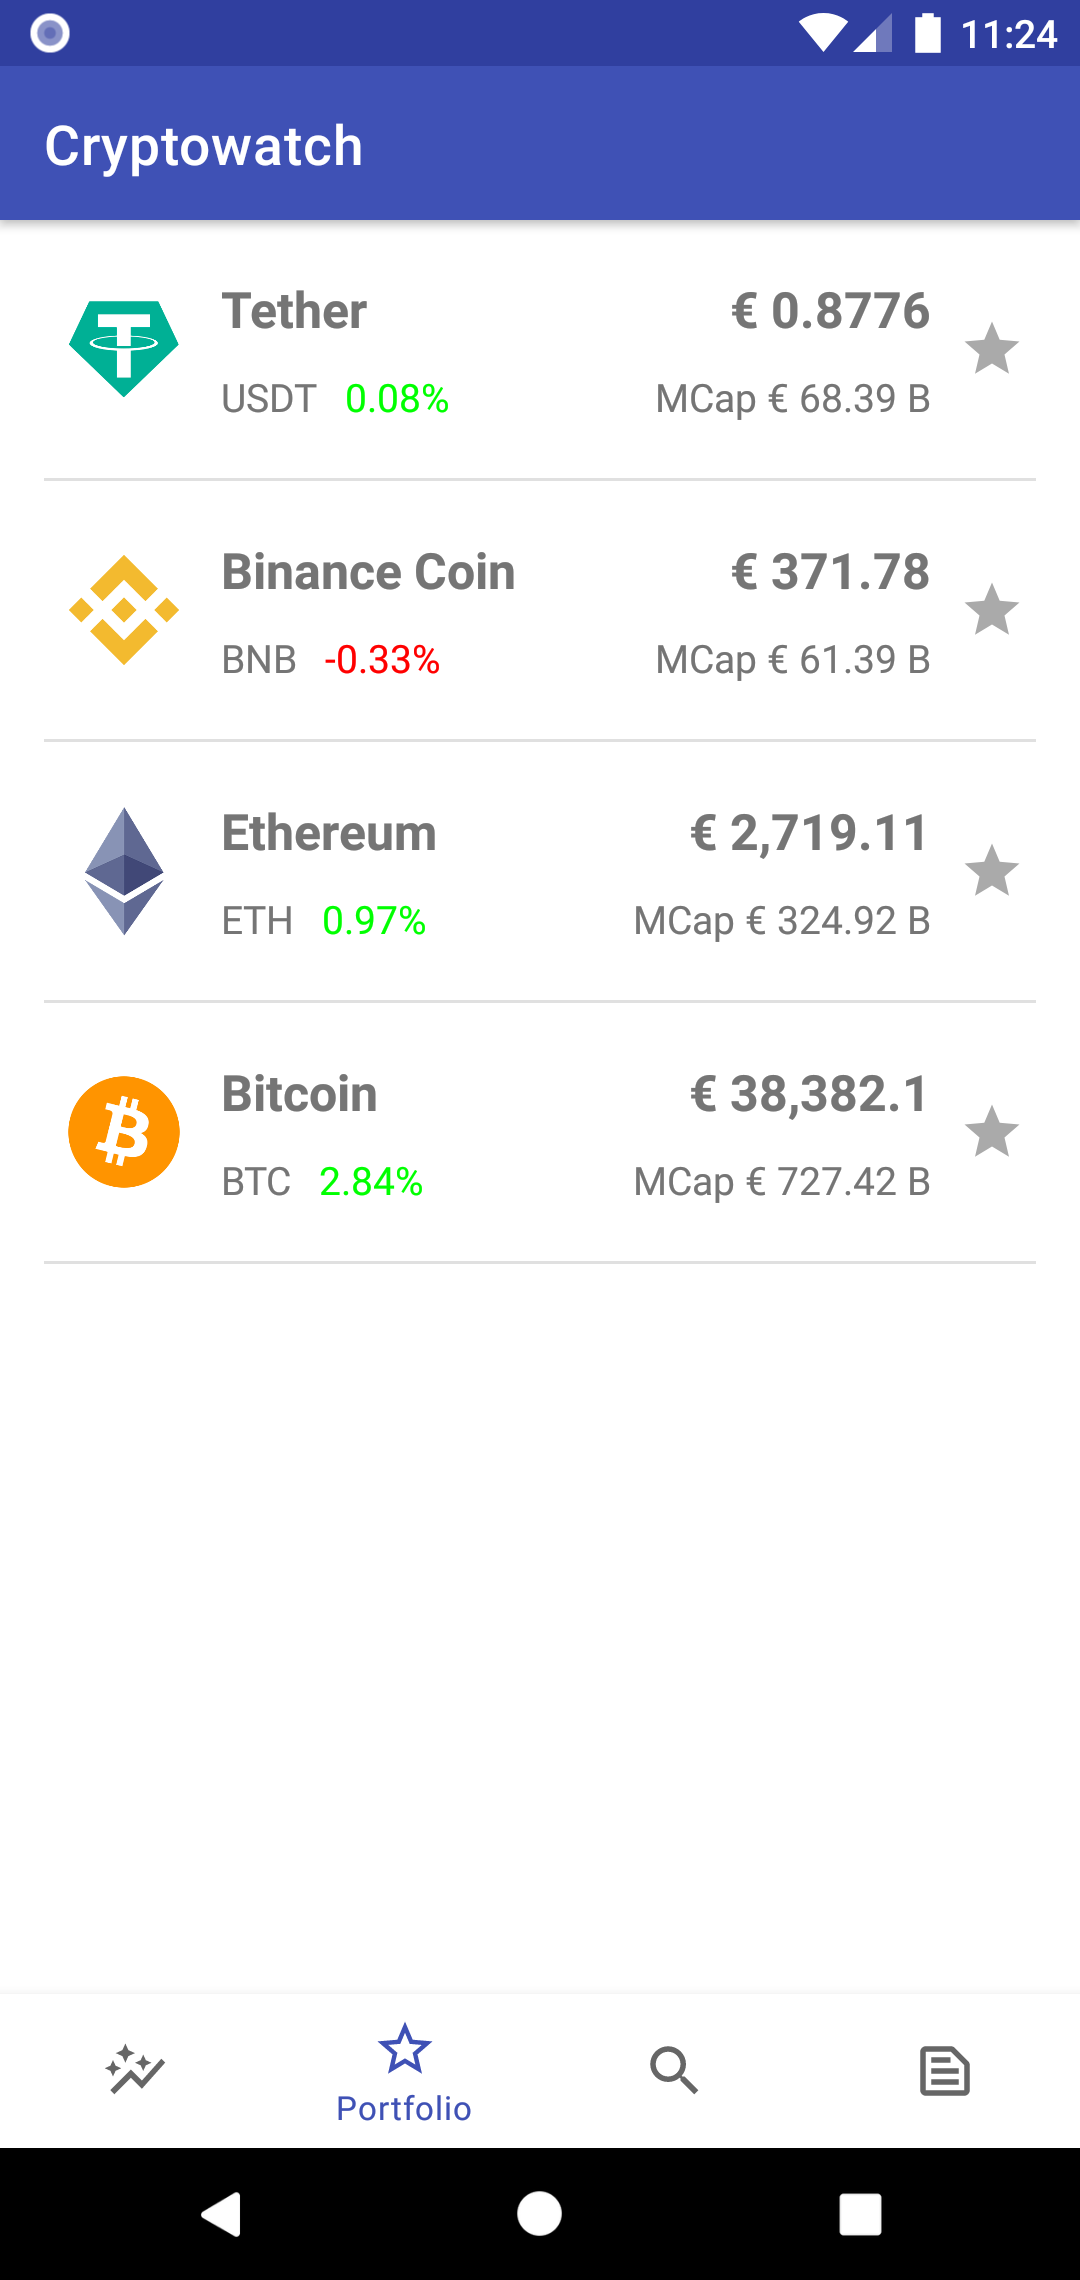 11:24
Cryptowatch
Tether € 0.8776
USDT 0.08% MCap € 68.39 B
Binance Coin € 371.78
BNB -0.33% MCap € 61.39 B
Ethereum € 2,719.11
ETH 0.97% MCap € 324.92 B
Bitcoin € 38,382.1
BTC 2.84% MCap € 727.42 B
Portfolio